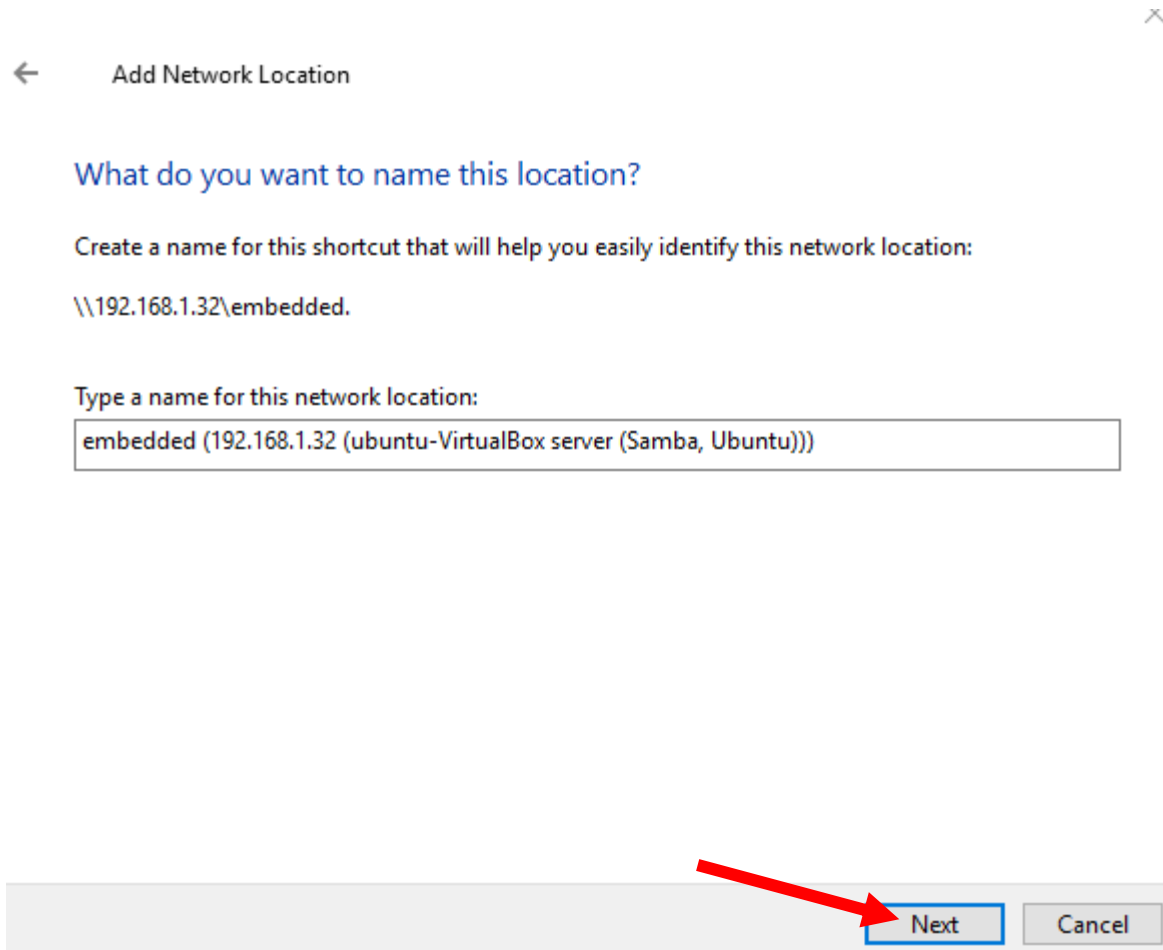 Add Network Location
What do you want to name this location?
Create a name for this shortcut that will help you easily identify this network location:
\\192.168.1.32\embedded.
Type a name for this network location:
embedded (192.168.1.32 (ubuntu-VirtualBox server (Samba, Ubuntu)))
Next Cancel